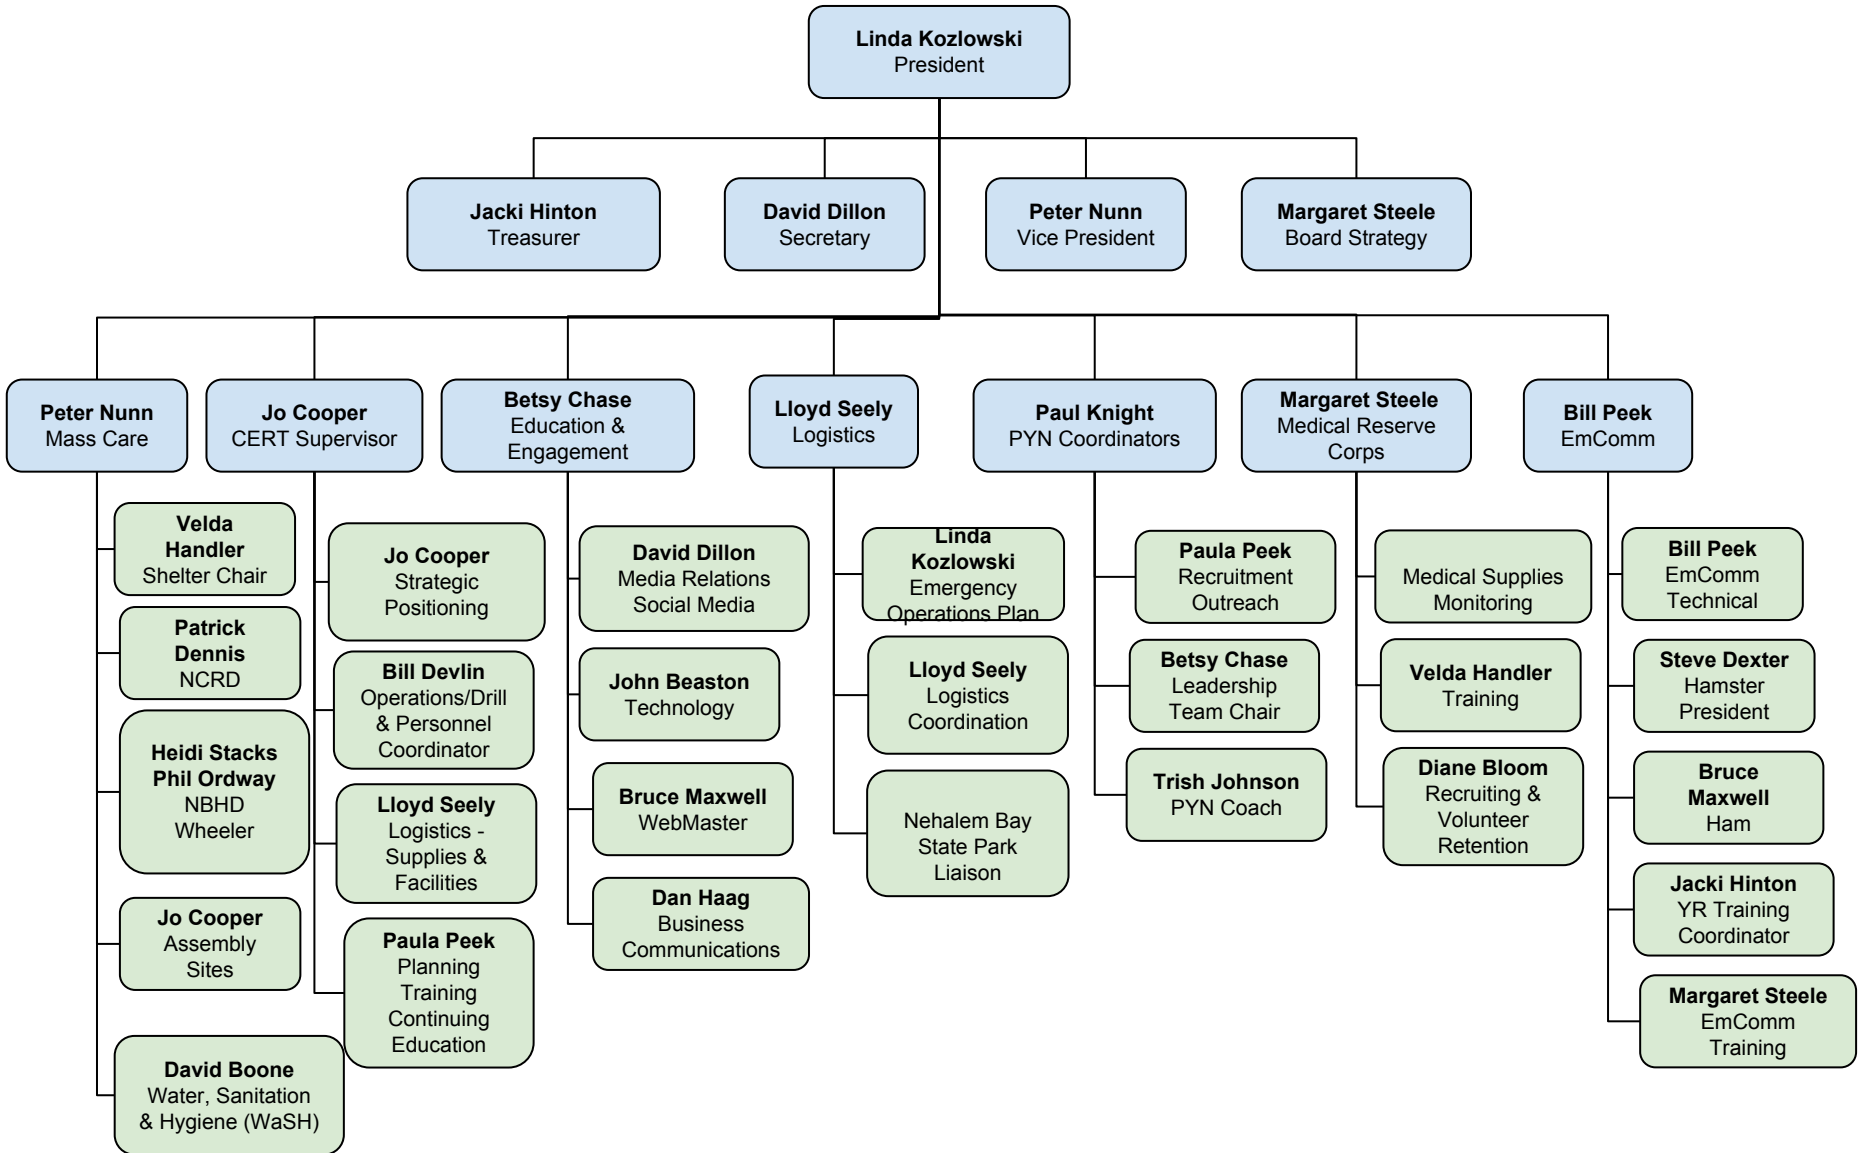 Linda Kozlowski
President
Jacki Hinton
Treasurer
David Dillon
Secretary
Peter Nunn
Vice President
Margaret Steele
Board Strategy
Peter Nunn
Mass Care
Jo Cooper
CERT Supervisor
Betsy Chase
Education &
Engagement
Lloyd Seely
Logistics
Paul Knight
PYN Coordinators
Margaret Steele
Medical Reserve
Corps
Bill Peek
EmComm
Velda
Handler
Shelter Chair
Patrick
Dennis
NCRD
Heidi Stacks
Phil Ordway
NBHD
Wheeler
Jo Cooper
Assembly
Sites
David Boone
Water, Sanitation
& Hygiene (WaSH)
Jo Cooper
Strategic
Positioning
Bill Devlin
Operations/Drill
& Personnel
Coordinator
Lloyd Seely
Logistics -
Supplies &
Facilities
Paula Peek
Planning
Training
Continuing
Education
David Dillon
Media Relations
Social Media
John Beaston
Technology
Bruce Maxwell
WebMaster
Dan Haag
Business
Communications
Linda
Kozlowski
Emergency
Operations Plan
Lloyd Seely
Logistics
Coordination
Nehalem Bay
State Park
Liaison
Paula Peek
Recruitment
Outreach
Betsy Chase
Leadership
Team Chair
Trish Johnson
PYN Coach
Medical Supplies
Monitoring
Velda Handler
Training
Diane Bloom
Recruiting &
Volunteer
Retention
Bill Peek
EmComm
Technical
Steve Dexter
Hamster
President
Bruce
Maxwell
Ham
Jacki Hinton
YR Training
Coordinator
Margaret Steele
EmComm
Training